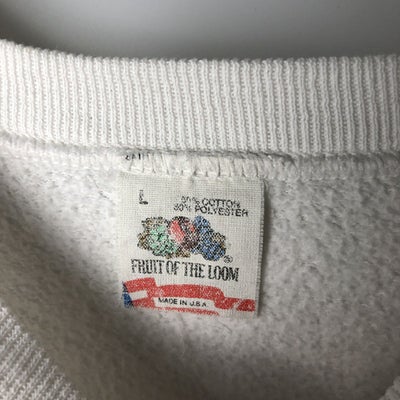 L
50% COTTON
50% POLYESTER
®
FRUIT OF THE LOOM
MADE IN U.S.A.